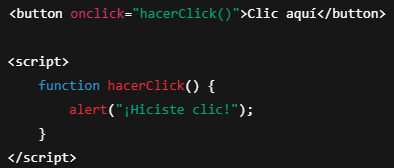 <button onclick="hacerClick()">Clic aquí</button>
<script>
function hacerClick() {
alert("¡Hiciste clic!");
}
</script>